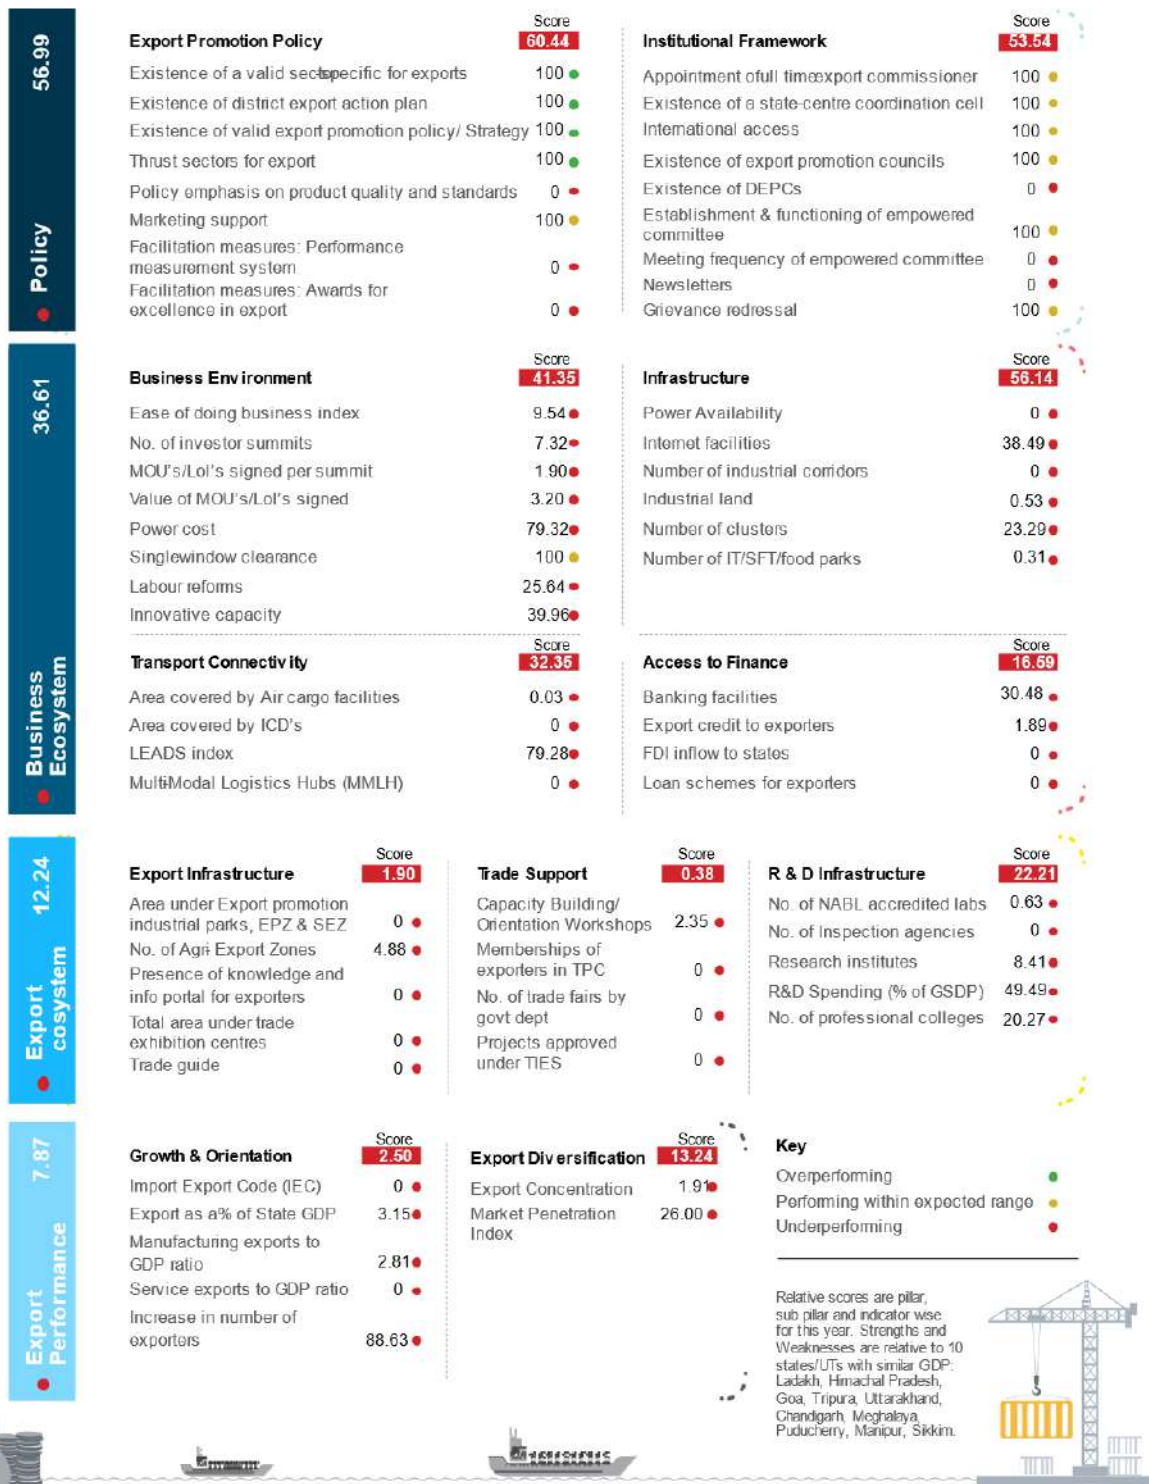 56.99
Policy
Score
Export Promotion Policy 60.44
Existence of a valid sectspecific for exports 100
Existence of district export action plan 100
Existence of valid export promotion policy/ Strategy 100
Thrust sectors for export 100
Policy emphasis on product quality and standards 0
Marketing support 100
Facilitation measures: Performance
measurement system 0
Facilitation measures: Awards for
excellence in export 0
Score
Institutional Framework 53.54
Appointment ofull timeexport commissioner 100
Existence of a state-centre coordination cell 100
International access 100
Existence of export promotion councils 100
Existence of DEPCs 0
Establishment & functioning of empowered
committee 100
Meeting frequency of empowered committee 0
Newsletters 0
Grievance redressal 100
36.61
Business
Ecosystem
Score
Business Environment 41.35
Ease of doing business index 9.54
No. of investor summits 7.32
MOU's/LoI's signed per summit 1.90
Value of MOU's/LoI's signed 3.20
Power cost 79.32
Singlewindow clearance 100
Labour reforms 25.64
Innovative capacity 39.96
Score
Infrastructure 56.14
Power Availability 0
Internet facilities 38.49
Number of industrial corridors 0
Industrial land 0.53
Number of clusters 23.29
Number of IT/SFT/food parks 0.31
Score
Transport Connectivity 32.35
Area covered by Air cargo facilities 0.03
Area covered by ICD's 0
LEADS index 79.28
MultiModal Logistics Hubs (MMLH) 0
Score
Access to Finance 16.59
Banking facilities 30.48
Export credit to exporters 1.89
FDI inflow to states 0
Loan schemes for exporters 0
12.24
Export
cosystem
Score
Export Infrastructure 1.90
Area under Export promotion
industrial parks, EPZ & SEZ 0
No. of Agri Export Zones 4.88
Presence of knowledge and
info portal for exporters 0
Total area under trade
exhibition centres 0
Trade guide 0
Score
Trade Support 0.38
Capacity Building/
Orientation Workshops 2.35
Memberships of
exporters in TPC 0
No. of trade fairs by
govt dept 0
Projects approved
under TIES 0
Score
R & D Infrastructure 22.21
No. of NABL accredited labs 0.63
No. of Inspection agencies 0
Research institutes 8.41
R&D Spending (% of GSDP) 49.49
No. of professional colleges 20.27
7.87
Export
Performance
Score
Growth & Orientation 2.50
Import Export Code (IEC) 0
Export as a% of State GDP 3.15
Manufacturing exports to
GDP ratio 2.81
Service exports to GDP ratio 0
Increase in number of
exporters 88.63
Score
Export Diversification 13.24
Export Concentration 1.91
Market Penetration 26.00
Index
Key
Overperforming
Performing within expected range
Underperforming
Relative scores are pillar,
sub pillar and indicator wise
for this year. Strengths and
Weaknesses are relative to 10
states/UTs with similar GDP:
Ladakh, Himachal Pradesh,
Goa, Tripura, Uttarakhand,
Chandigarh, Meghalaya,
Puducherry, Manipur, Sikkim.